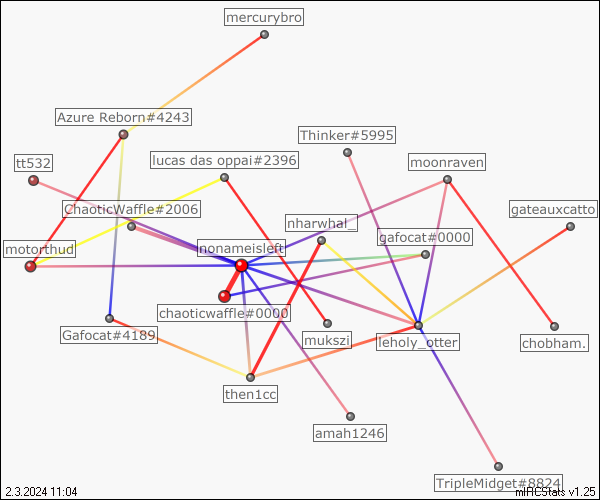 mercurybro
Azure Reborn#4243
Thinker#5995
tt532
lucas das oppai#2396
moonraven
ChaoticWaffle#2006
gateauxcatto
nharwhal_
gafocat#0000
motorthud
nonameisleft
chaoticwaffle#0000
Gafocat#4189
mukszi
leholy_otter
chobham.
then1cc
amah1246
TripleMidget#8824
2.3.2024 11:04
mIRCStats v1.25